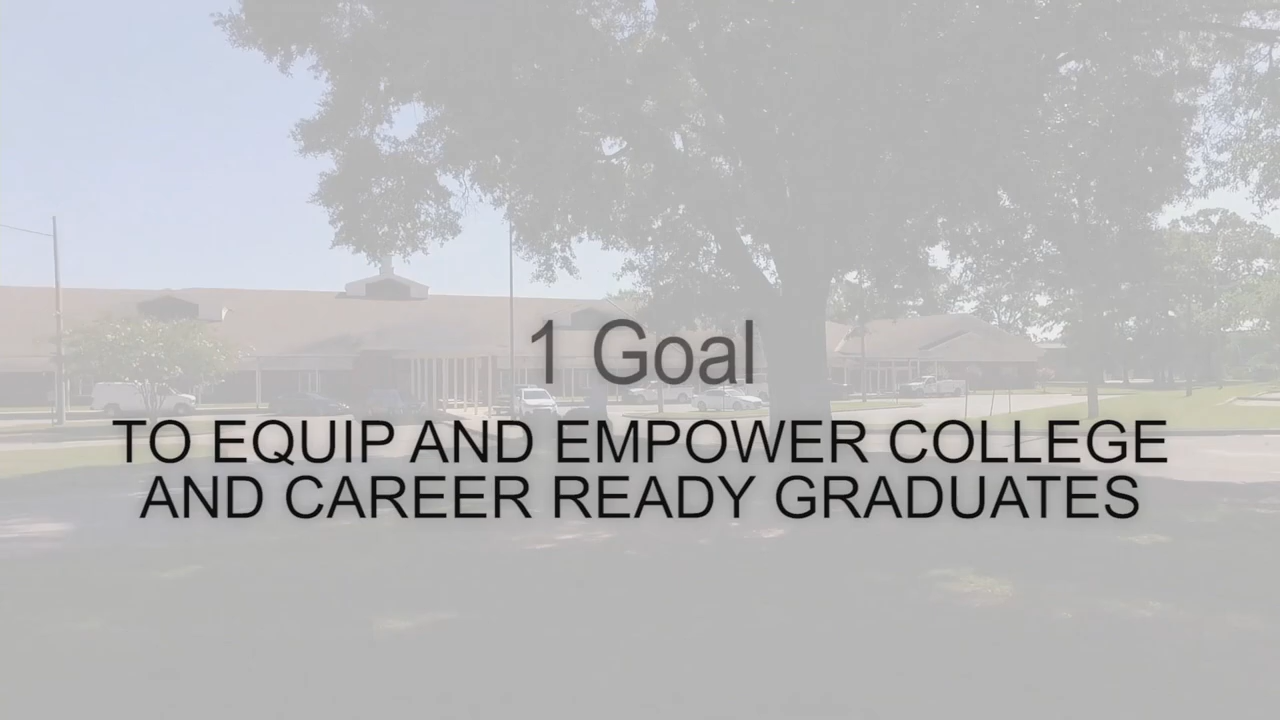 1 Goal
TO EQUIP AND EMPOWER COLLEGE
AND CAREER READY GRADUATES